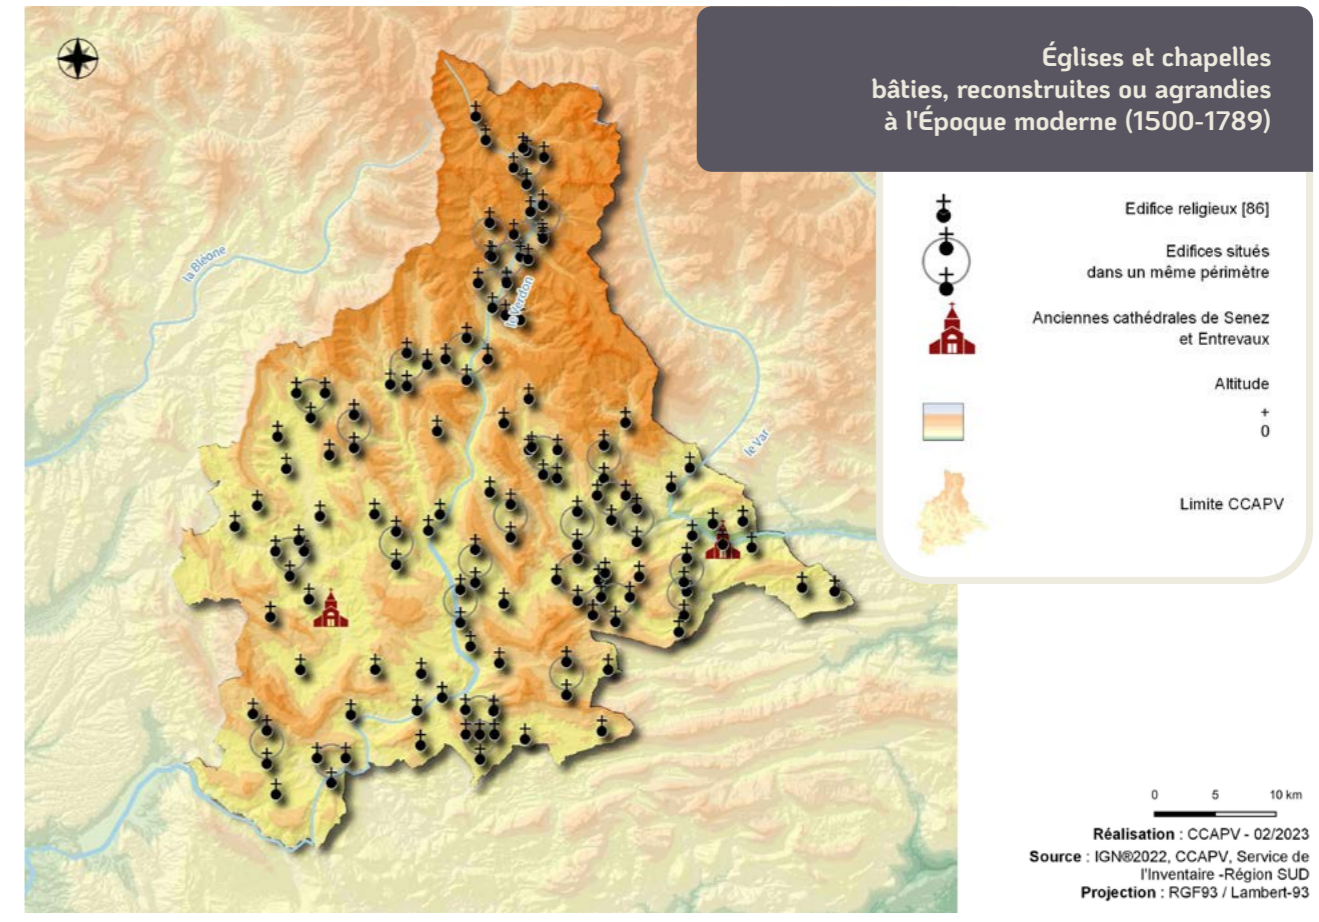 Églises et chapelles
bâties, reconstruites ou agrandies
à l'Époque moderne (1500-1789)
Edifice religieux [86]
Edifices situés
dans un même périmètre
Anciennes cathédrales de Senez
et Entrevaux
Altitude
+
0
Limite CCAPV
la Bléone
le Verdon
le Var
0 5 10 km
Réalisation : CCAPV - 02/2023
Source : IGN®2022, CCAPV, Service de
l'Inventaire -Région SUD
Projection : RGF93 / Lambert-93